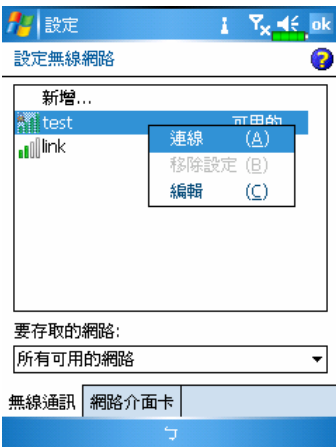 設定 ok
設定無線網路
新增...
test 可用的
連線 (A)
link
移除設定 (B)
編輯 (C)
要存取的網路:
所有可用的網路
無線通訊 網路介面卡
ㄅ